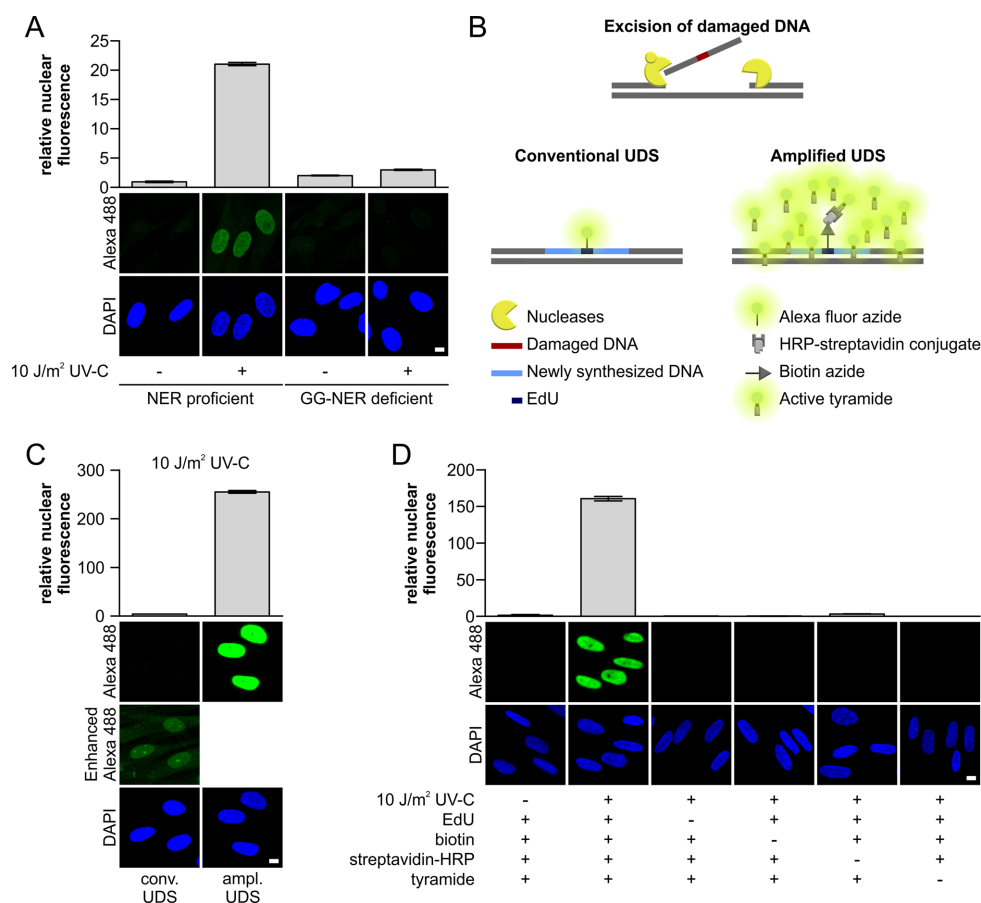 A
relative nuclear
fluorescence
25
20
15
10
5
0
Alexa 488
DAPI
10 J/m² UV-C - + - +
NER proficient GG-NER deficient
B
Excision of damaged DNA
Conventional UDS Amplified UDS
Nucleases
Damaged DNA
Newly synthesized DNA
EdU
Alexa fluor azide
HRP-streptavidin conjugate
Biotin azide
Active tyramide
C
10 J/m² UV-C
relative nuclear
fluorescence
300
200
100
0
Alexa 488
Enhanced
Alexa 488
DAPI
conv. ampl.
UDS UDS
D
relative nuclear
fluorescence
200
150
100
50
0
Alexa 488
DAPI
10 J/m² UV-C - + + + + +
EdU + + - + + +
biotin + + + - + +
streptavidin-HRP + + + + - +
tyramide + + + + + -